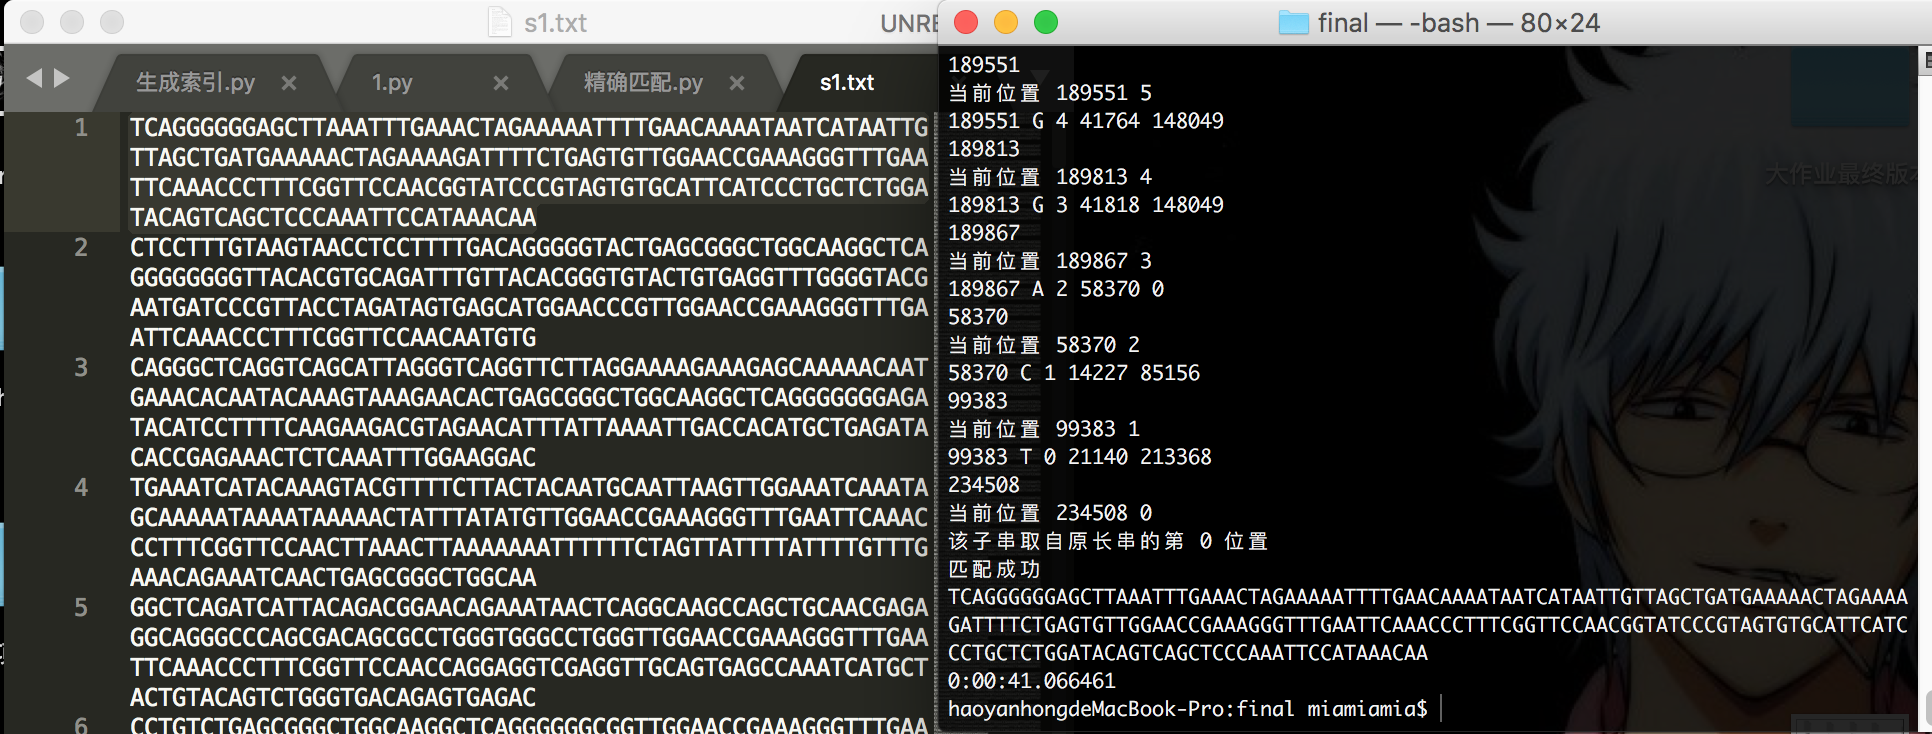 s1.txt
UNRE
final — -bash — 80×24
生成索引.py
1.py
精确匹配.py
s1.txt
1
TCAGGGGGGAGCTTAAATTTGAAACTAGAAAAATTTTGAACAAAATAATCATAATTG
TTAGCTGATGAAAAACTAGAAAAGATTTTCTGAGTGTTGGAACCGAAAGGGTTTGAA
TTCAAACCCTTTCGGTTCCAACGGTATCCCGTAGTGTGCATTCATCCCTGCTCTGGA
TACAGTCAGCTCCCAAATTCCATAAACAA
2
CTCCTTTGTAAGTAACCTCCTTTTGACAGGGGGTACTGAGCGGGCTGGCAAGGCTCA
GGGGGGGGTTACACGTGCAGATTTGTTACACGGGTGTACTGTGAGGTTTGGGGTACG
AATGATCCCGTTACCTAGATAGTGAGCATGGAACCCGTTGGAACCGAAAGGGTTTGA
ATTCAAACCCTTTCGGTTCCAACAATGTG
3
CAGGGCTCAGGTCAGCATTAGGGTCAGGTTCTTAGGAAAAGAAAGAGCAAAAACAAT
GAAACACAATACAAAGTAAAGAACACTGAGCGGGCTGGCAAGGCTCAGGGGGGGAGA
TACATCCTTTTCAAGAAGACGTAGAACATTTATTAAAATTGACCACATGCTGAGATA
CACCGAGAAACTCTCAAATTTGGAAGGAC
4
TGAAATCATACAAAGTACGTTTTCTTACTACAATGCAATTAAGTTGGAAATCAAATA
GCAAAAATAAAATAAAAACTATTTATATGTTGGAACCGAAAGGGTTTGAATTCAAAC
CCTTTCGGTTCCAACTTAAACTTAAAAAAATTTTTTCTAGTTATTTTATTTTGTTTG
AAACAGAAATCAACTGAGCGGGCTGGCAA
5
GGCTCAGATCATTACAGACGGAACAGAAATAACTCAGGCAAGCCAGCTGCAACGAGA
GGCAGGGCCCAGCGACAGCGCCTGGGTGGGCCTGGGTTGGAACCGAAAGGGTTTGAA
TTCAAACCCTTTCGGTTCCAACCAGGAGGTCGAGGTTGCAGTGAGCCAAATCATGCT
ACTGTACAGTCTGGGTGACAGAGTGAGAC
6
CCTGTCTGAGCGGGCTGGCAAGGCTCAGGGGGGCGGTTGGAACCGAAAGGGTTTGAA
189551
当前位置 189551 5
189551 G 4 41764 148049
189813
当前位置 189813 4
189813 G 3 41818 148049
189867
当前位置 189867 3
189867 A 2 58370 0
58370
当前位置 58370 2
58370 C 1 14227 85156
99383
当前位置 99383 1
99383 T 0 21140 213368
234508
当前位置 234508 0
该子串取自原长串的第 0 位置
匹配成功
TCAGGGGGGAGCTTAAATTTGAAACTAGAAAAATTTTGAACAAAATAATCATAATTGTTAGCTGATGAAAAACTAGAAAA
GATTTTCTGAGTGTTGGAACCGAAAGGGTTTGAATTCAAACCCTTTCGGTTCCAACGGTATCCCGTAGTGTGCATTCATC
CCTGCTCTGGATACAGTCAGCTCCCAAATTCCATAAACAA
0:00:41.066461
haoyanhongdeMacBook-Pro:final miamiamia$
大作业最终版本